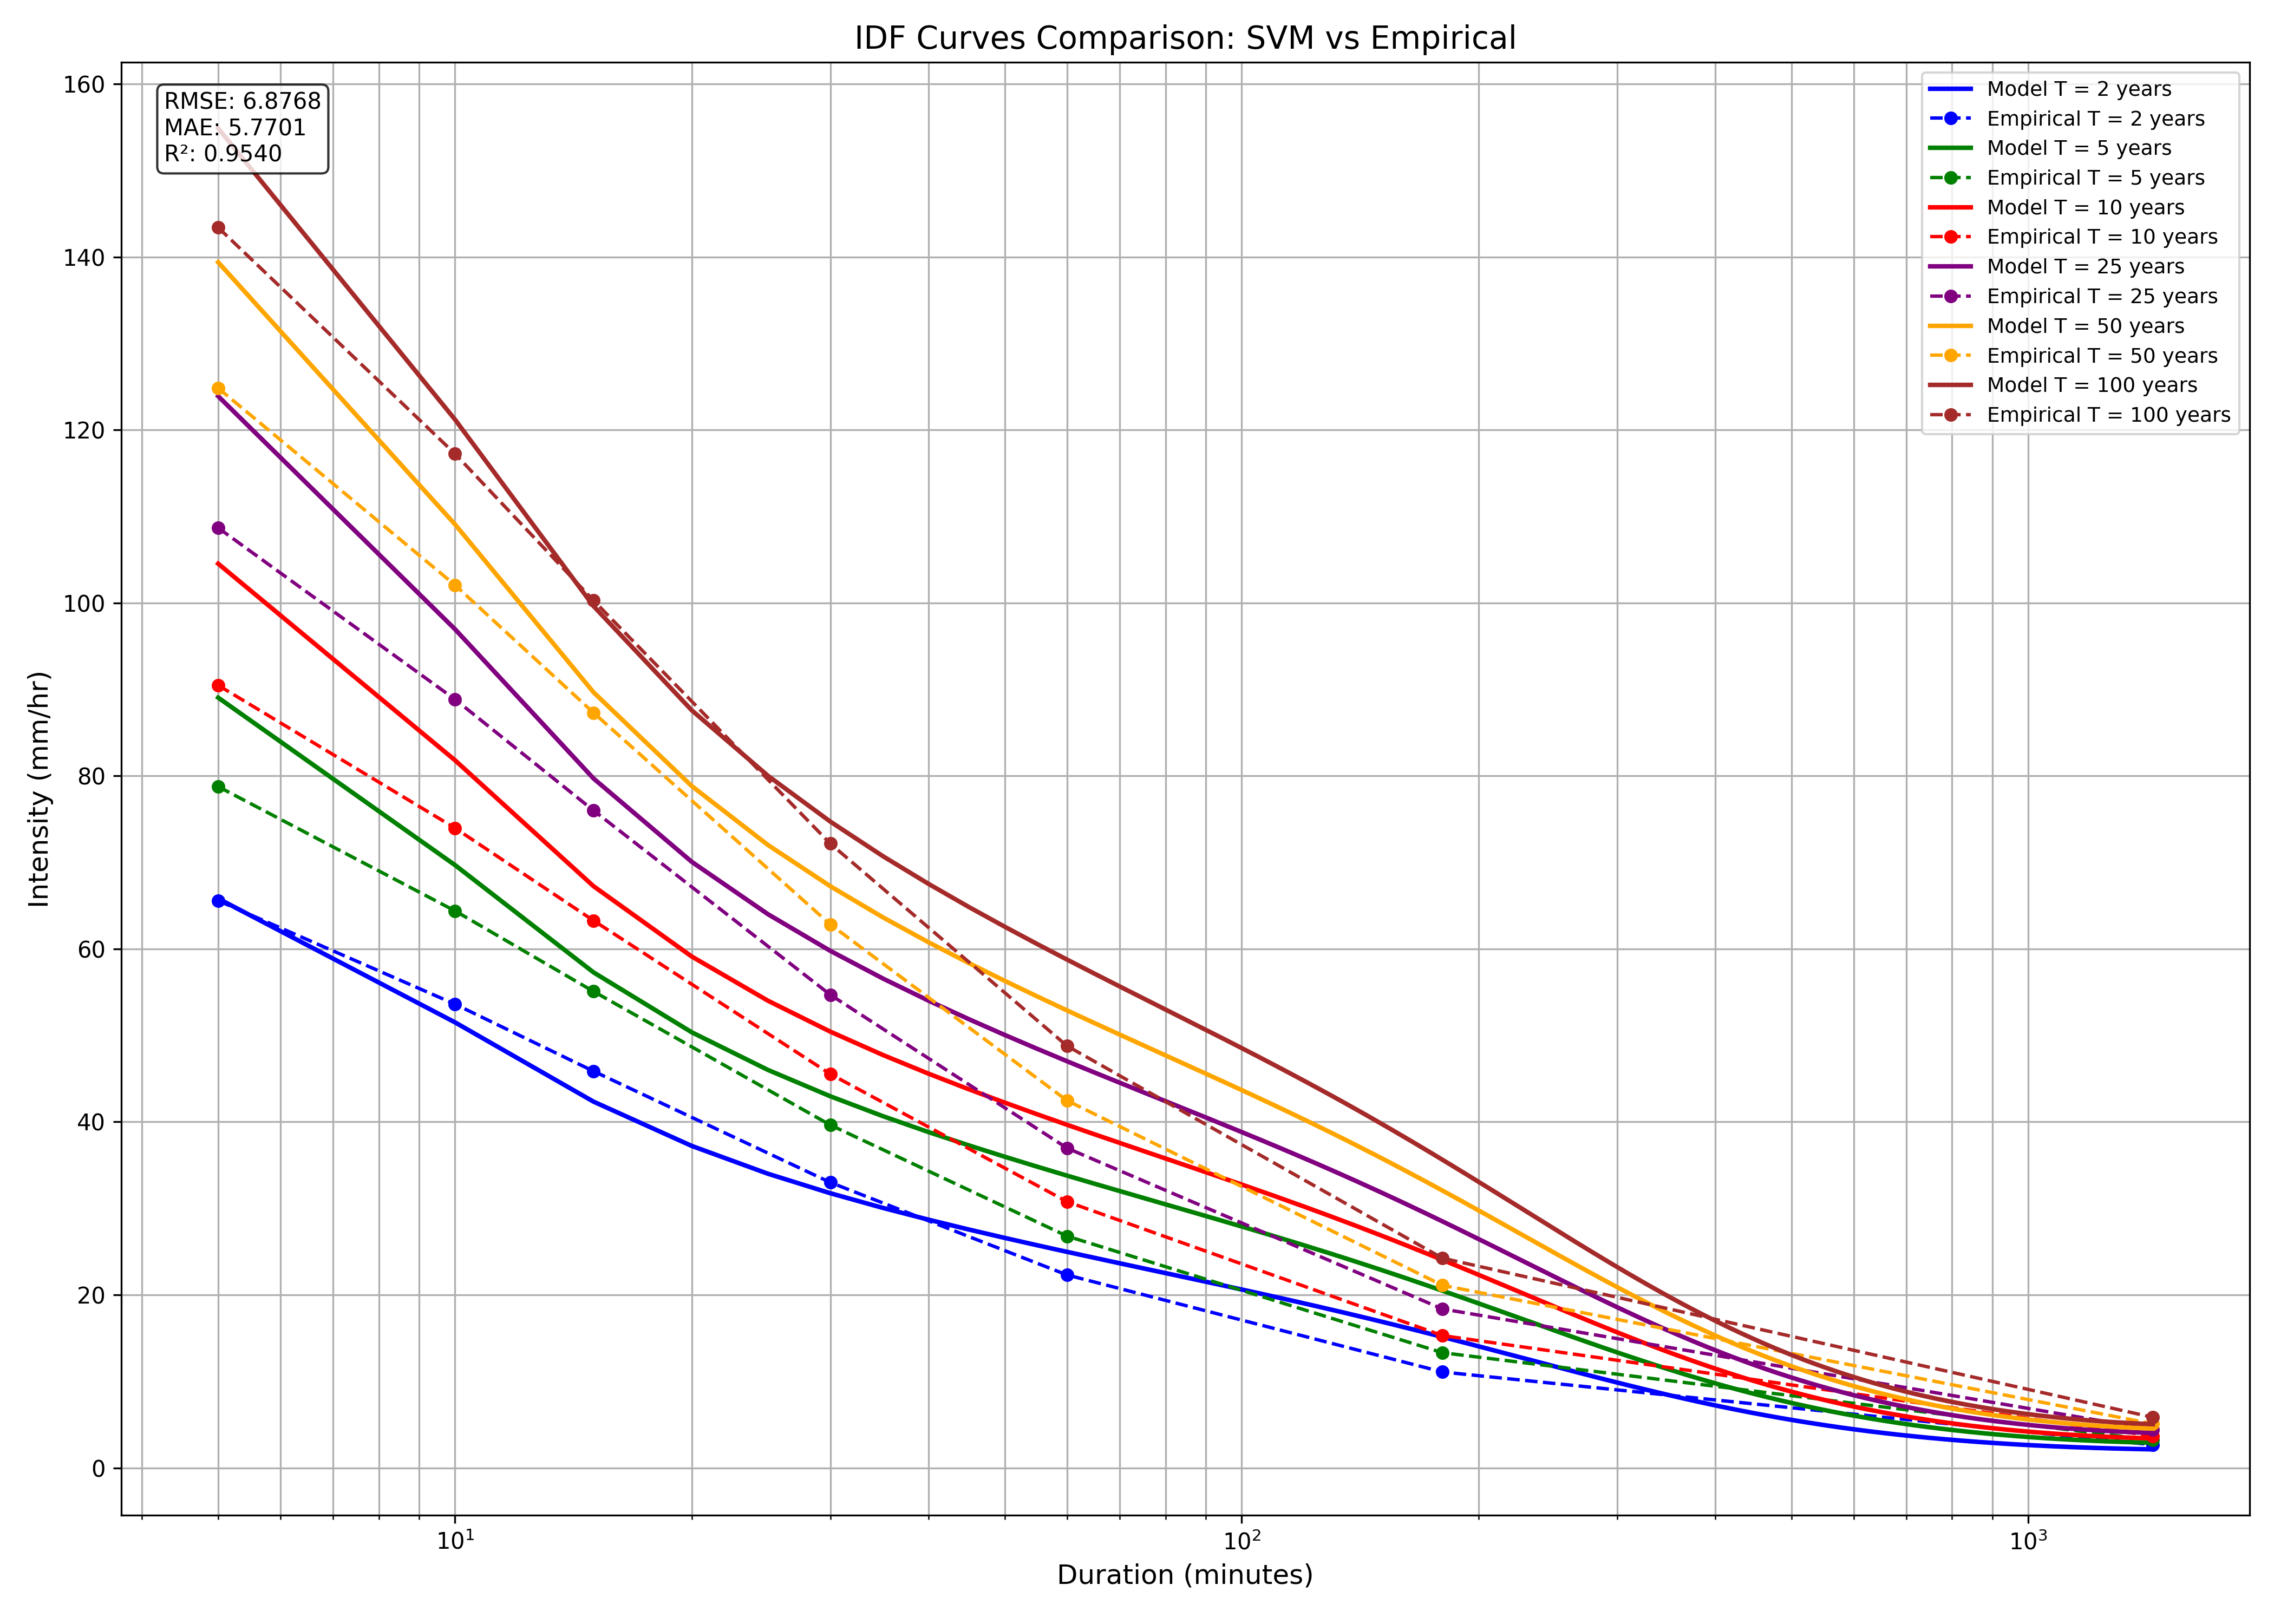 IDF Curves Comparison: SVM vs Empirical
RMSE: 6.8768
MAE: 5.7701
R²: 0.9540
Model T = 2 years
Empirical T = 2 years
Model T = 5 years
Empirical T = 5 years
Model T = 10 years
Empirical T = 10 years
Model T = 25 years
Empirical T = 25 years
Model T = 50 years
Empirical T = 50 years
Model T = 100 years
Empirical T = 100 years
Intensity (mm/hr)
160
140
120
100
80
60
40
20
0
10¹ 10² 10³
Duration (minutes)